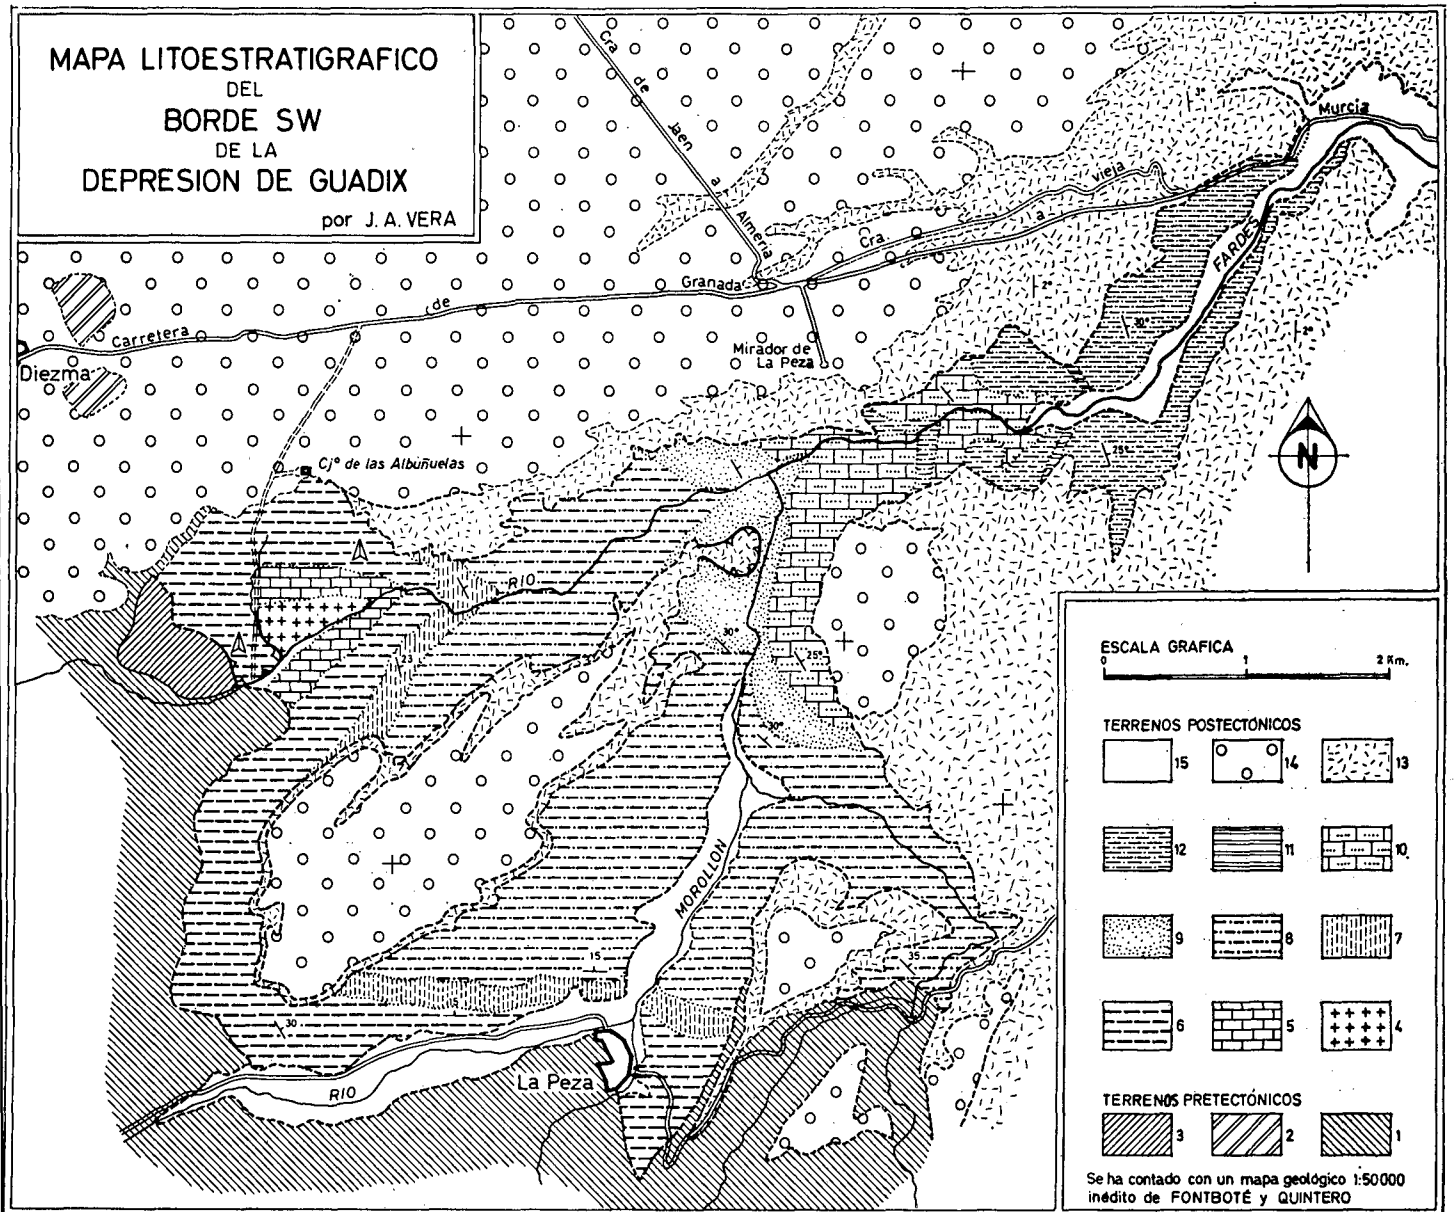 MAPA LITOESTRATIGRAFICO
DEL
BORDE SW
DE LA
DEPRESION DE GUADIX
por J. A. VERA
Cra de Jaen a Almeria
Murcia
Cra. a vieja
Carretera de Granada
FARDES
Diezma
Mirador de
La Peza
Cjº de las Albuñuelas
RIO
MOROLLON
RIO
La Peza
3°
2°
2°
30°
25°
30°
25°
30°
23
15
35
30
N
ESCALA GRAFICA
0 1 2 Km.
TERRENOS POSTECTÓNICOS
15 14 13
12 11 10
9 8 7
6 5 4
TERRENOS PRETECTÓNICOS
3 2 1
Se ha contado con un mapa geológico 1:50000
inédito de FONTBOTÉ y QUINTERO